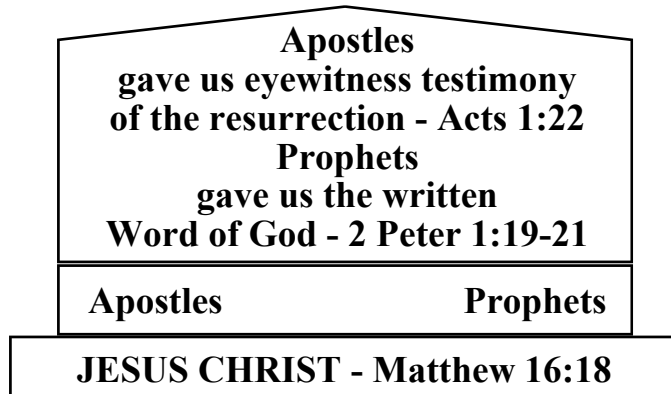 Apostles
gave us eyewitness testimony
of the resurrection - Acts 1:22
Prophets
gave us the written
Word of God - 2 Peter 1:19-21
Apostles Prophets
JESUS CHRIST - Matthew 16:18